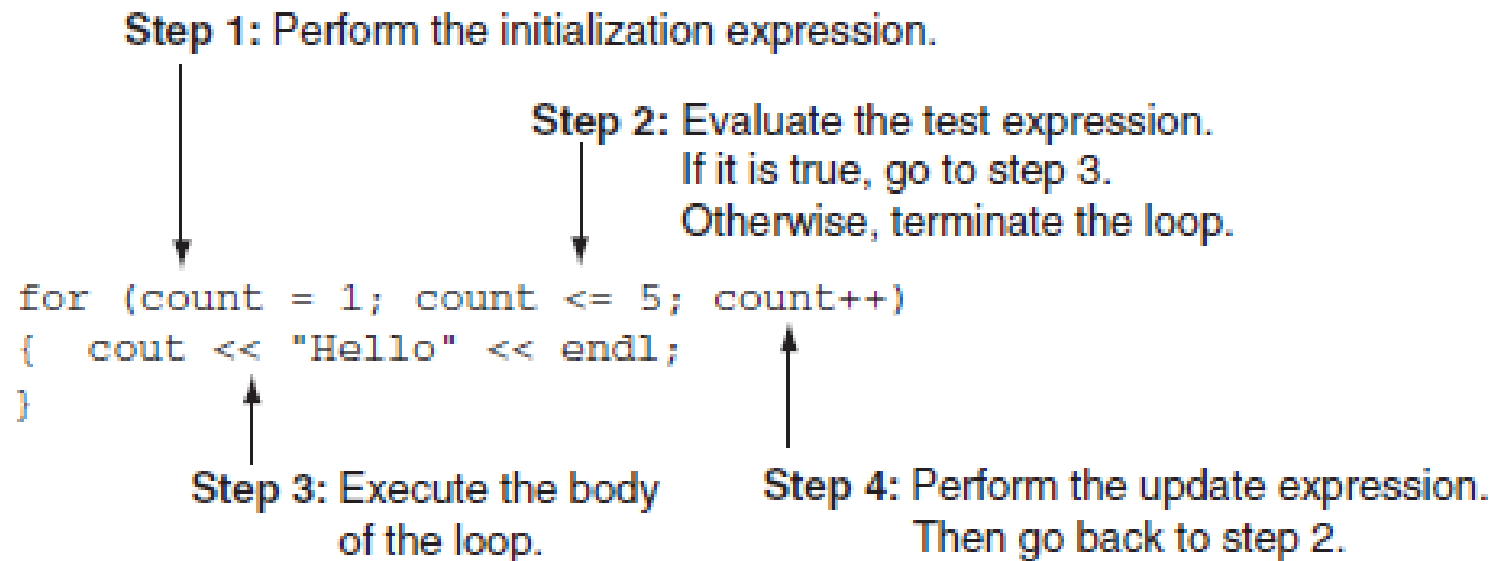 Step 1: Perform the initialization expression.
Step 2: Evaluate the test expression.
If it is true, go to step 3.
Otherwise, terminate the loop.
for (count = 1; count <= 5; count++)
{  cout << "Hello" << endl;
}
Step 3: Execute the body
of the loop.
Step 4: Perform the update expression.
Then go back to step 2.